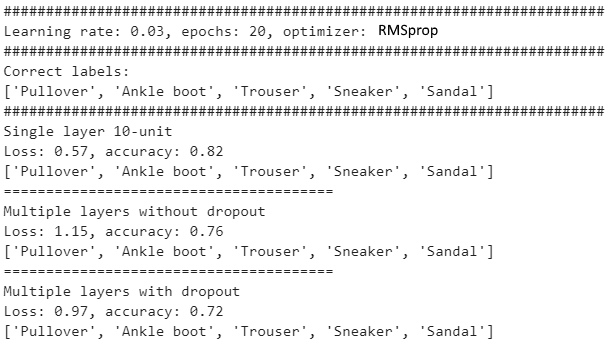 ########################################################################
Learning rate: 0.03, epochs: 20, optimizer: RMSprop
########################################################################
Correct labels:
['Pullover', 'Ankle boot', 'Trouser', 'Sneaker', 'Sandal']
########################################################################
Single layer 10-unit
Loss: 0.57, accuracy: 0.82
['Pullover', 'Ankle boot', 'Trouser', 'Sneaker', 'Sandal']
=======================================
Multiple layers without dropout
Loss: 1.15, accuracy: 0.76
['Pullover', 'Ankle boot', 'Trouser', 'Sneaker', 'Sandal']
=======================================
Multiple layers with dropout
Loss: 0.97, accuracy: 0.72
['Pullover', 'Ankle boot', 'Trouser', 'Sneaker', 'Sandal']